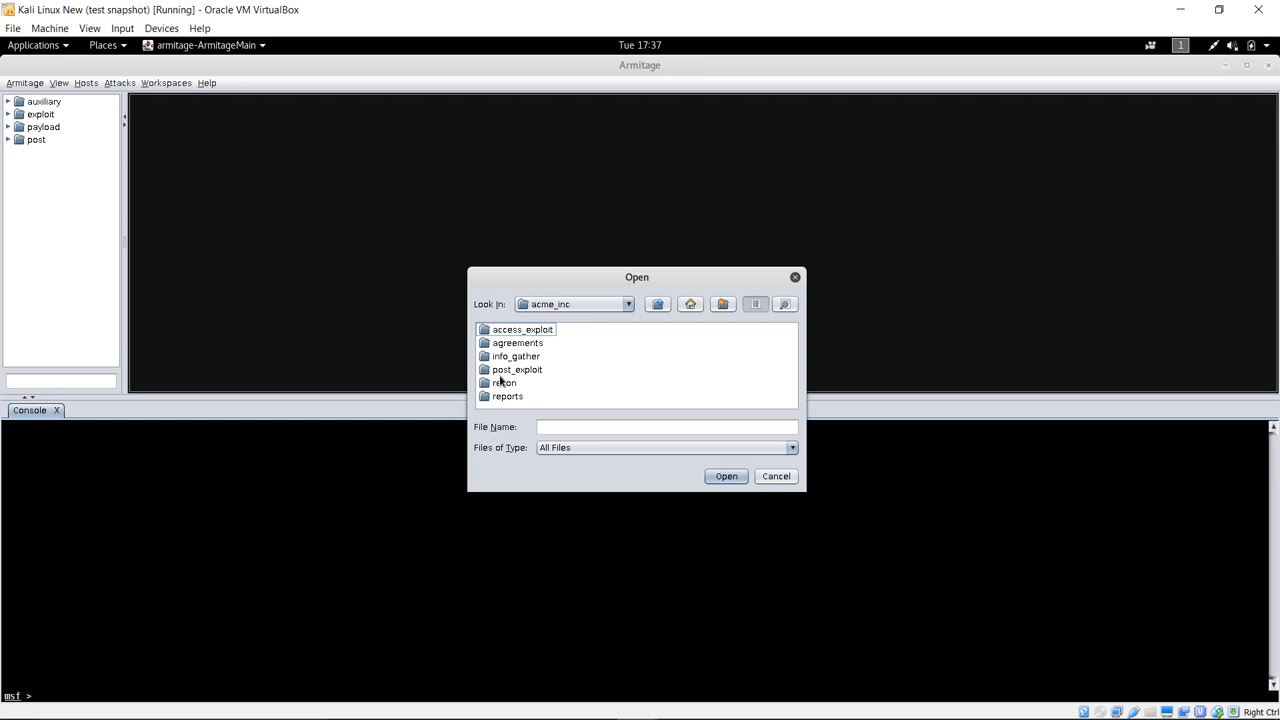 Kali Linux New (test snapshot) [Running] - Oracle VM VirtualBox
File Machine View Input Devices Help
Applications Places armitage-ArmitageMain Tue 17:37 1
Armitage
Armitage View Hosts Attacks Workspaces Help
auxiliary
exploit
payload
post
Open
Look In: acme_inc
access_exploit
agreements
info_gather
post_exploit
recon
reports
File Name:
Files of Type: All Files
Open Cancel
Console X
msf >
Right Ctrl